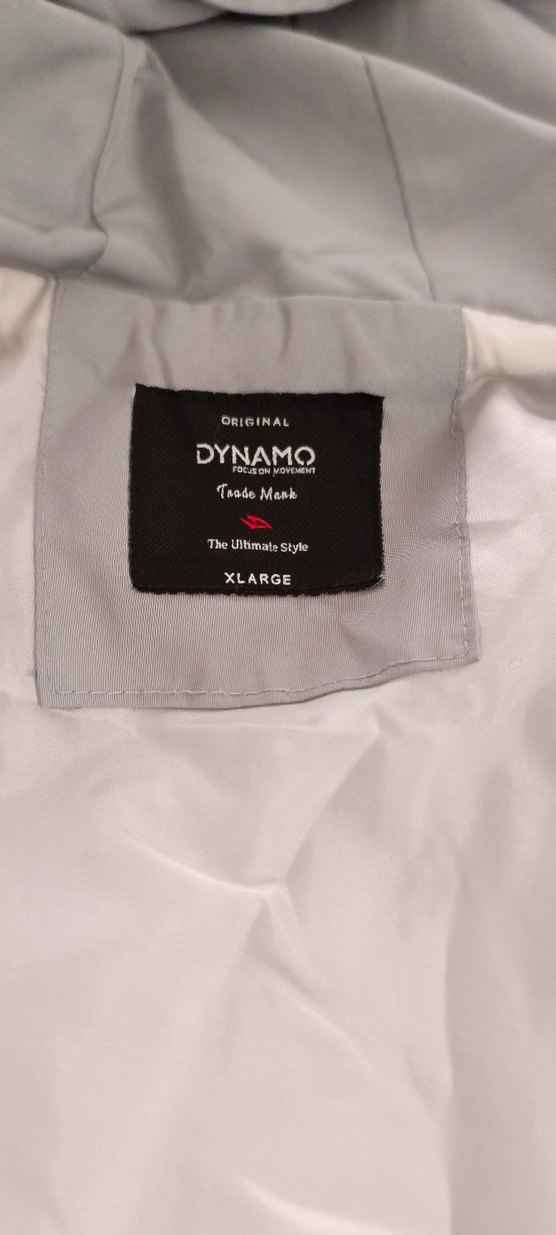 ORIGINAL
DYNAMO
FOCUS ON MOVEMENT
Trade Mark
The Ultimate Style
XLARGE